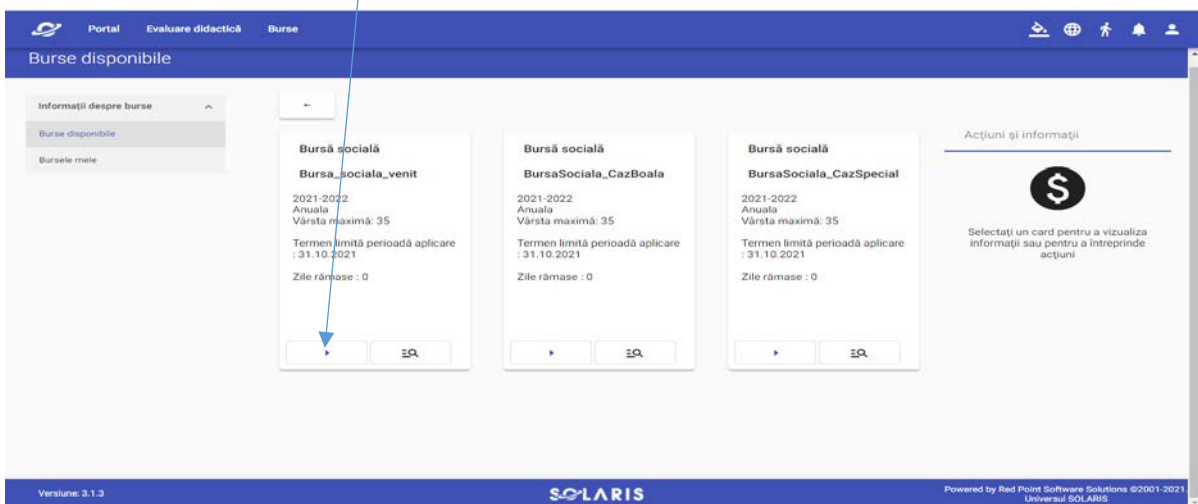 Portal Evaluare didactică Burse
Burse disponibile
Informații despre burse
Burse disponibile
Bursele mele
Bursă socială
Bursa_sociala_venit
2021-2022
Anuala
Vârsta maximă: 35
Termen limită perioadă aplicare
: 31.10.2021
Zile rămase : 0
Bursă socială
BursaSociala_CazBoala
2021-2022
Anuala
Vârsta maximă: 35
Termen limită perioadă aplicare
: 31.10.2021
Zile rămase : 0
Bursă socială
BursaSociala_CazSpecial
2021-2022
Anuala
Vârsta maximă: 35
Termen limită perioadă aplicare
: 31.10.2021
Zile rămase : 0
Acțiuni și informații
Selectați un card pentru a vizualiza
informații sau pentru a întreprinde
acțiuni
Versiune: 3.1.3
SOLARIS
Powered by Red Point Software Solutions ©2001-2021.
Universul SOLARIS